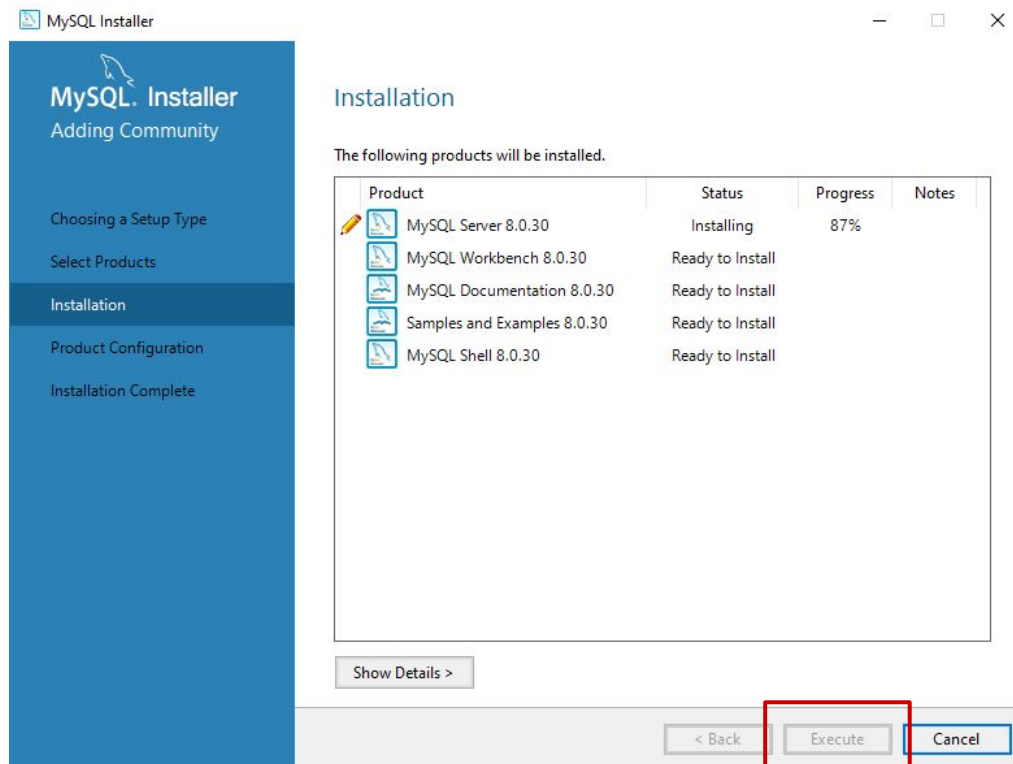 MySQL Installer
MySQL. Installer
Adding Community
Choosing a Setup Type
Select Products
Installation
Product Configuration
Installation Complete
Installation
The following products will be installed.
Product Status Progress Notes
MySQL Server 8.0.30 Installing 87%
MySQL Workbench 8.0.30 Ready to Install
MySQL Documentation 8.0.30 Ready to Install
Samples and Examples 8.0.30 Ready to Install
MySQL Shell 8.0.30 Ready to Install
Show Details >
< Back Execute Cancel